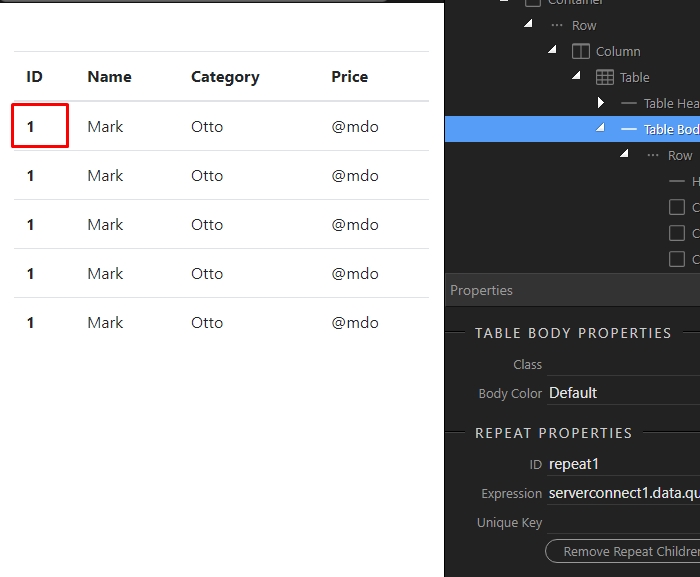 ID Name Category Price
1 Mark Otto @mdo
1 Mark Otto @mdo
1 Mark Otto @mdo
1 Mark Otto @mdo
1 Mark Otto @mdo
Container
Row
Column
Table
Table Hea
Table Bod
Row
H
C
C
C
Properties
TABLE BODY PROPERTIES
Class
Body Color Default
REPEAT PROPERTIES
ID repeat1
Expression serverconnect1.data.qu
Unique Key
Remove Repeat Children